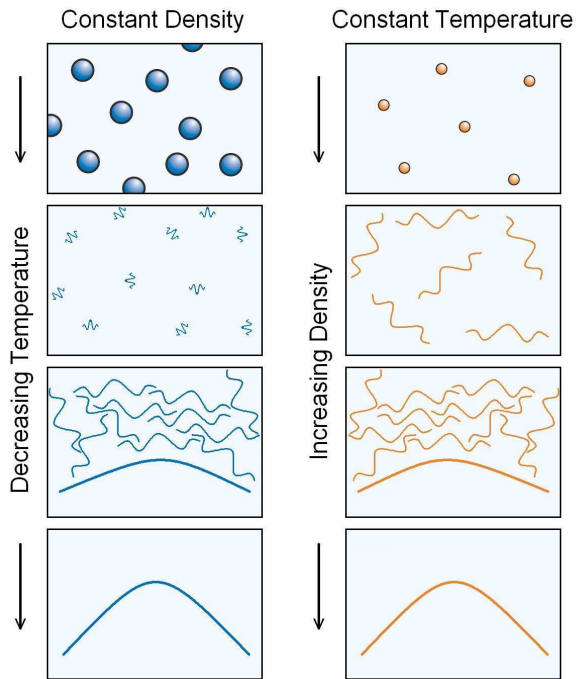 Constant Density
Constant Temperature
Decreasing Temperature
Increasing Density